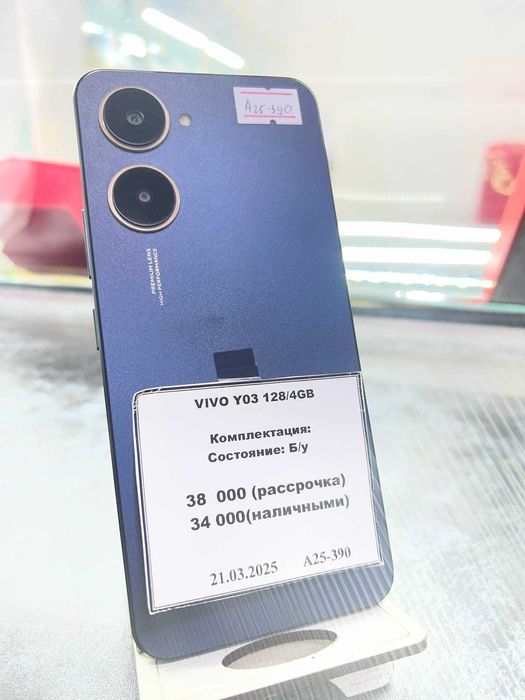 A25-390
PREMIUM LENS
HIGH PERFORMANCE
VIVO Y03 128/4GB
Комплектация:
Состояние: Б/у
38 000 (рассрочка)
34 000(наличными)
21.03.2025 A25-390